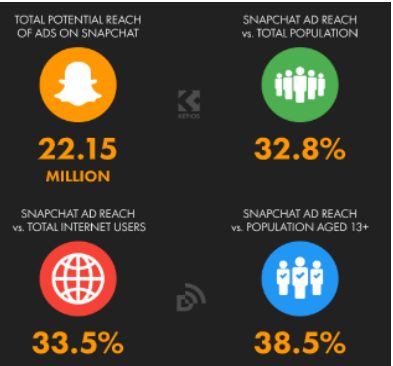 TOTAL POTENTIAL REACH
OF ADS ON SNAPCHAT
22.15
MILLION
SNAPCHAT AD REACH
vs. TOTAL POPULATION
32.8%
KEPIOS
SNAPCHAT AD REACH
vs. TOTAL INTERNET USERS
33.5%
SNAPCHAT AD REACH
vs. POPULATION AGED 13+
38.5%